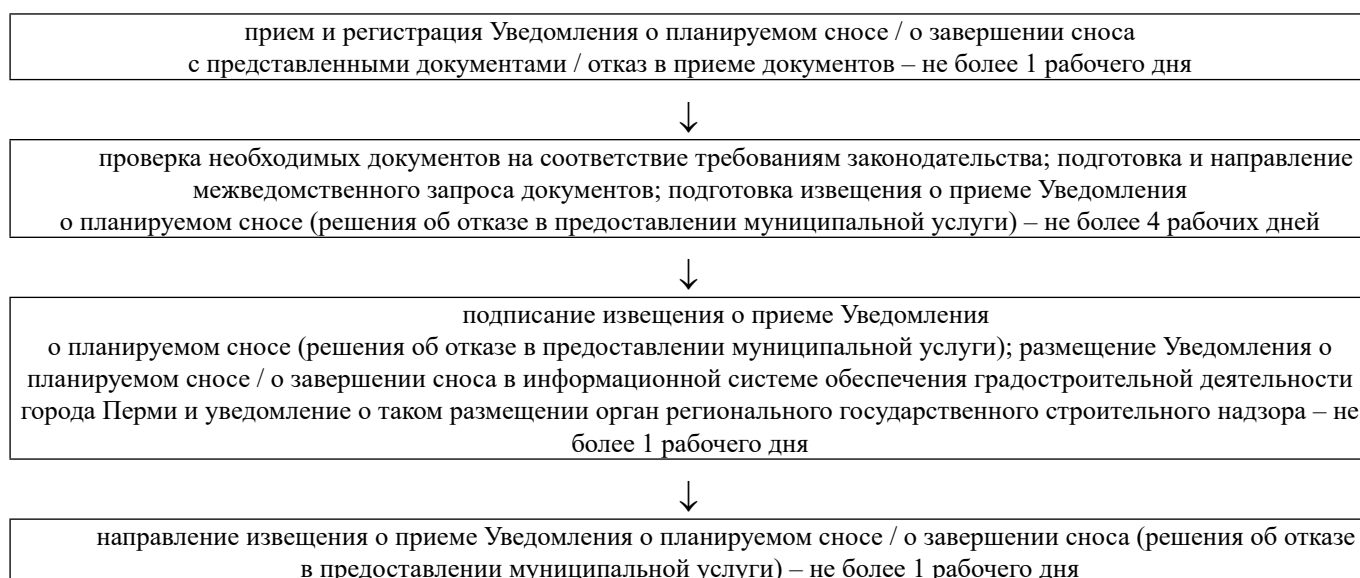 прием и регистрация Уведомления о планируемом сносе / о завершении сноса
с представленными документами / отказ в приеме документов – не более 1 рабочего дня
↓
проверка необходимых документов на соответствие требованиям законодательства; подготовка и направление
межведомственного запроса документов; подготовка извещения о приеме Уведомления
о планируемом сносе (решения об отказе в предоставлении муниципальной услуги) – не более 4 рабочих дней
↓
подписание извещения о приеме Уведомления
о планируемом сносе (решения об отказе в предоставлении муниципальной услуги); размещение Уведомления о
планируемом сносе / о завершении сноса в информационной системе обеспечения градостроительной деятельности
города Перми и уведомление о таком размещении орган регионального государственного строительного надзора – не
более 1 рабочего дня
↓
направление извещения о приеме Уведомления о планируемом сносе / о завершении сноса (решения об отказе
в предоставлении муниципальной услуги) – не более 1 рабочего дня